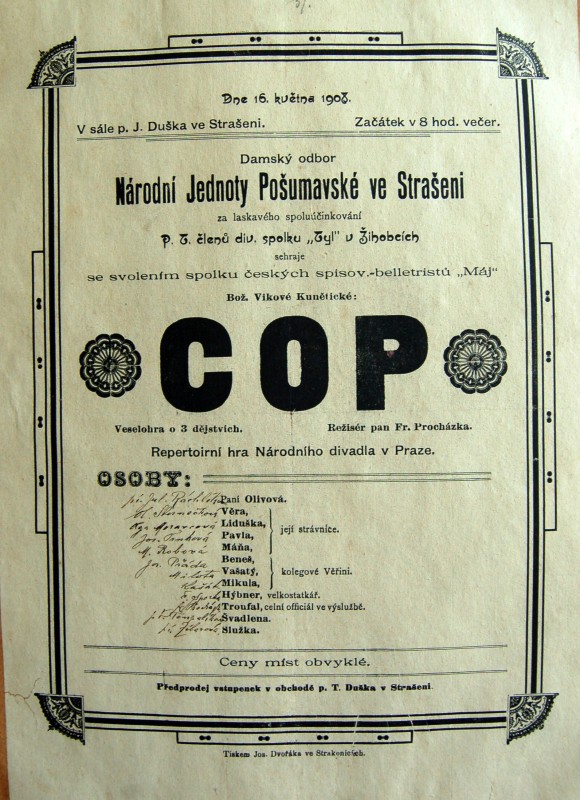 Dne 16. května 1908.
V sále p. J. Duška ve Strašeni. Začátek v 8 hod. večer.
Damský odbor
Národní Jednoty Pošumavské ve Strašeni
za laskavého spoluúčinkování
P. T. členů div. spolku „Tyl“ v Žihobcích
sehraje
se svolením spolku českých spisov.-belletristů „Máj“
Bož. Vikové Kunětické:
COP
Veselohra o 3 dějstvích. Režisér pan Fr. Procházka.
Repertoirní hra Národního divadla v Praze.
OSOBY:
Paní Olivová.
Věra,
Liduška,
Pavla, její strávnice.
Máňa,
Beneš,
Vašatý, kolegové Věřini.
Mikula,
Hýbner, velkostatkář.
Troufal, celní officiál ve výslužbě.
Švadlena.
Služka.
Ceny míst obvyklé.
Předprodej vstupenek v obchodě p. T. Duška v Strašeni.
Tiskem Jos. Dvořáka ve Strakonicích.